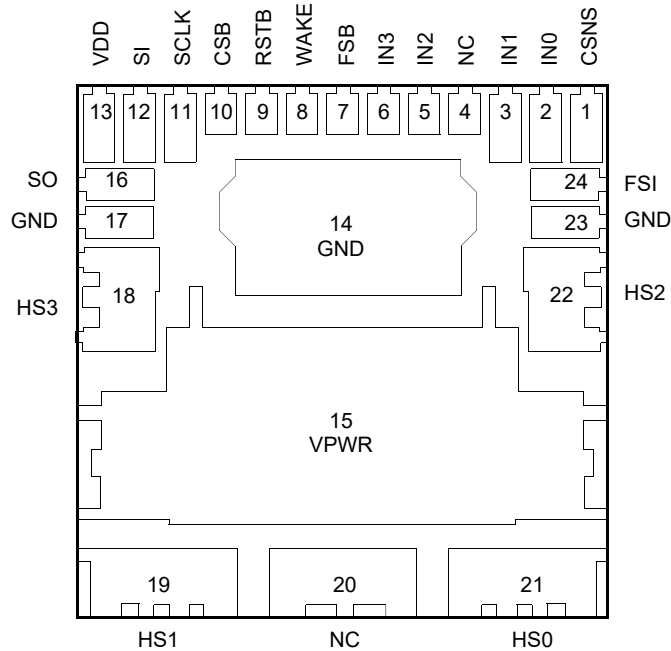 VDD SI SCLK CSB RSTB WAKE FSB IN3 IN2 NC IN1 IN0 CSNS
13 12 11 10 9 8 7 6 5 4 3 2 1
SO 16 24 FSI
GND 17 14 23 GND
GND
HS3 18 22 HS2
15
VPWR
19 20 21
HS1 NC HS0